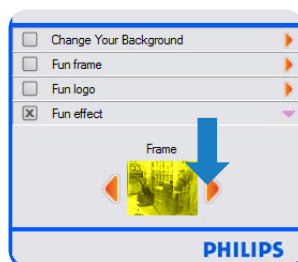 Change Your Background
Fun frame
Fun logo
Fun effect
Frame
PHILIPS